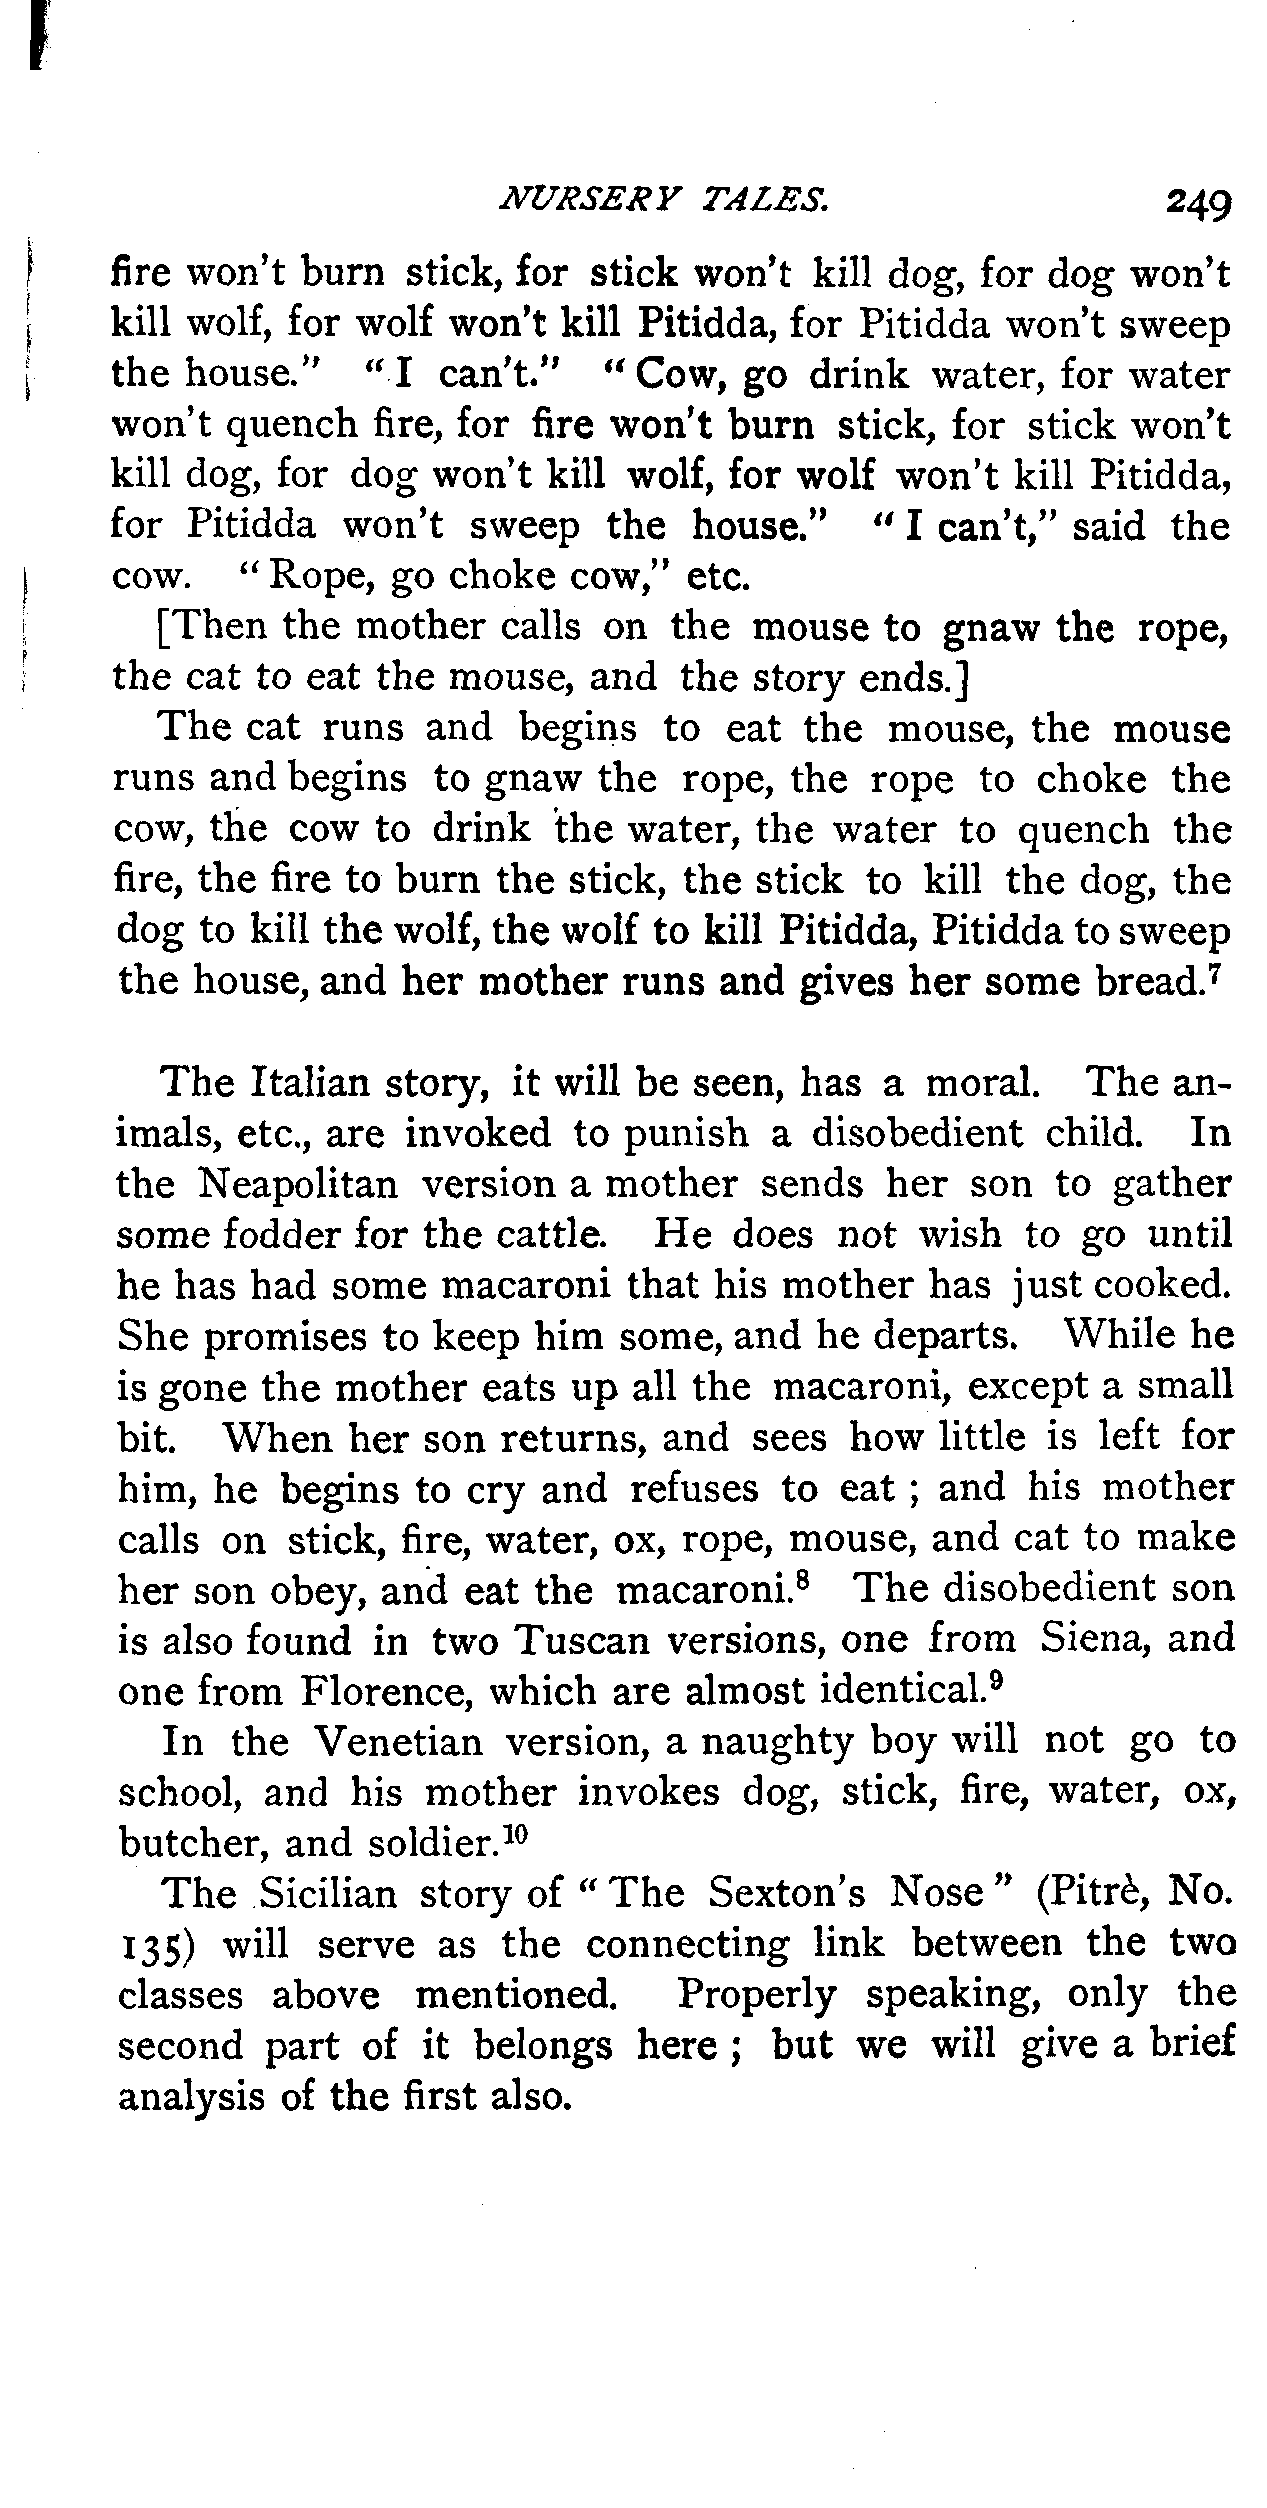 NURSERY TALES. 249
fire won't burn stick, for stick won't kill dog, for dog won't
kill wolf, for wolf won't kill Pitidda, for Pitidda won't sweep
the house." "I can't." "Cow, go drink water, for water
won't quench fire, for fire won't burn stick, for stick won't
kill dog, for dog won't kill wolf, for wolf won't kill Pitidda,
for Pitidda won't sweep the house." "I can't," said the
cow. "Rope, go choke cow," etc.
[Then the mother calls on the mouse to gnaw the rope,
the cat to eat the mouse, and the story ends.]
The cat runs and begins to eat the mouse, the mouse
runs and begins to gnaw the rope, the rope to choke the
cow, the cow to drink the water, the water to quench the
fire, the fire to burn the stick, the stick to kill the dog, the
dog to kill the wolf, the wolf to kill Pitidda, Pitidda to sweep
the house, and her mother runs and gives her some bread.⁷
The Italian story, it will be seen, has a moral. The an-
imals, etc., are invoked to punish a disobedient child. In
the Neapolitan version a mother sends her son to gather
some fodder for the cattle. He does not wish to go until
he has had some macaroni that his mother has just cooked.
She promises to keep him some, and he departs. While he
is gone the mother eats up all the macaroni, except a small
bit. When her son returns, and sees how little is left for
him, he begins to cry and refuses to eat; and his mother
calls on stick, fire, water, ox, rope, mouse, and cat to make
her son obey, and eat the macaroni.⁸ The disobedient son
is also found in two Tuscan versions, one from Siena, and
one from Florence, which are almost identical.⁹
In the Venetian version, a naughty boy will not go to
school, and his mother invokes dog, stick, fire, water, ox,
butcher, and soldier.¹⁰
The Sicilian story of "The Sexton's Nose" (Pitrè, No.
135) will serve as the connecting link between the two
classes above mentioned. Properly speaking, only the
second part of it belongs here; but we will give a brief
analysis of the first also.